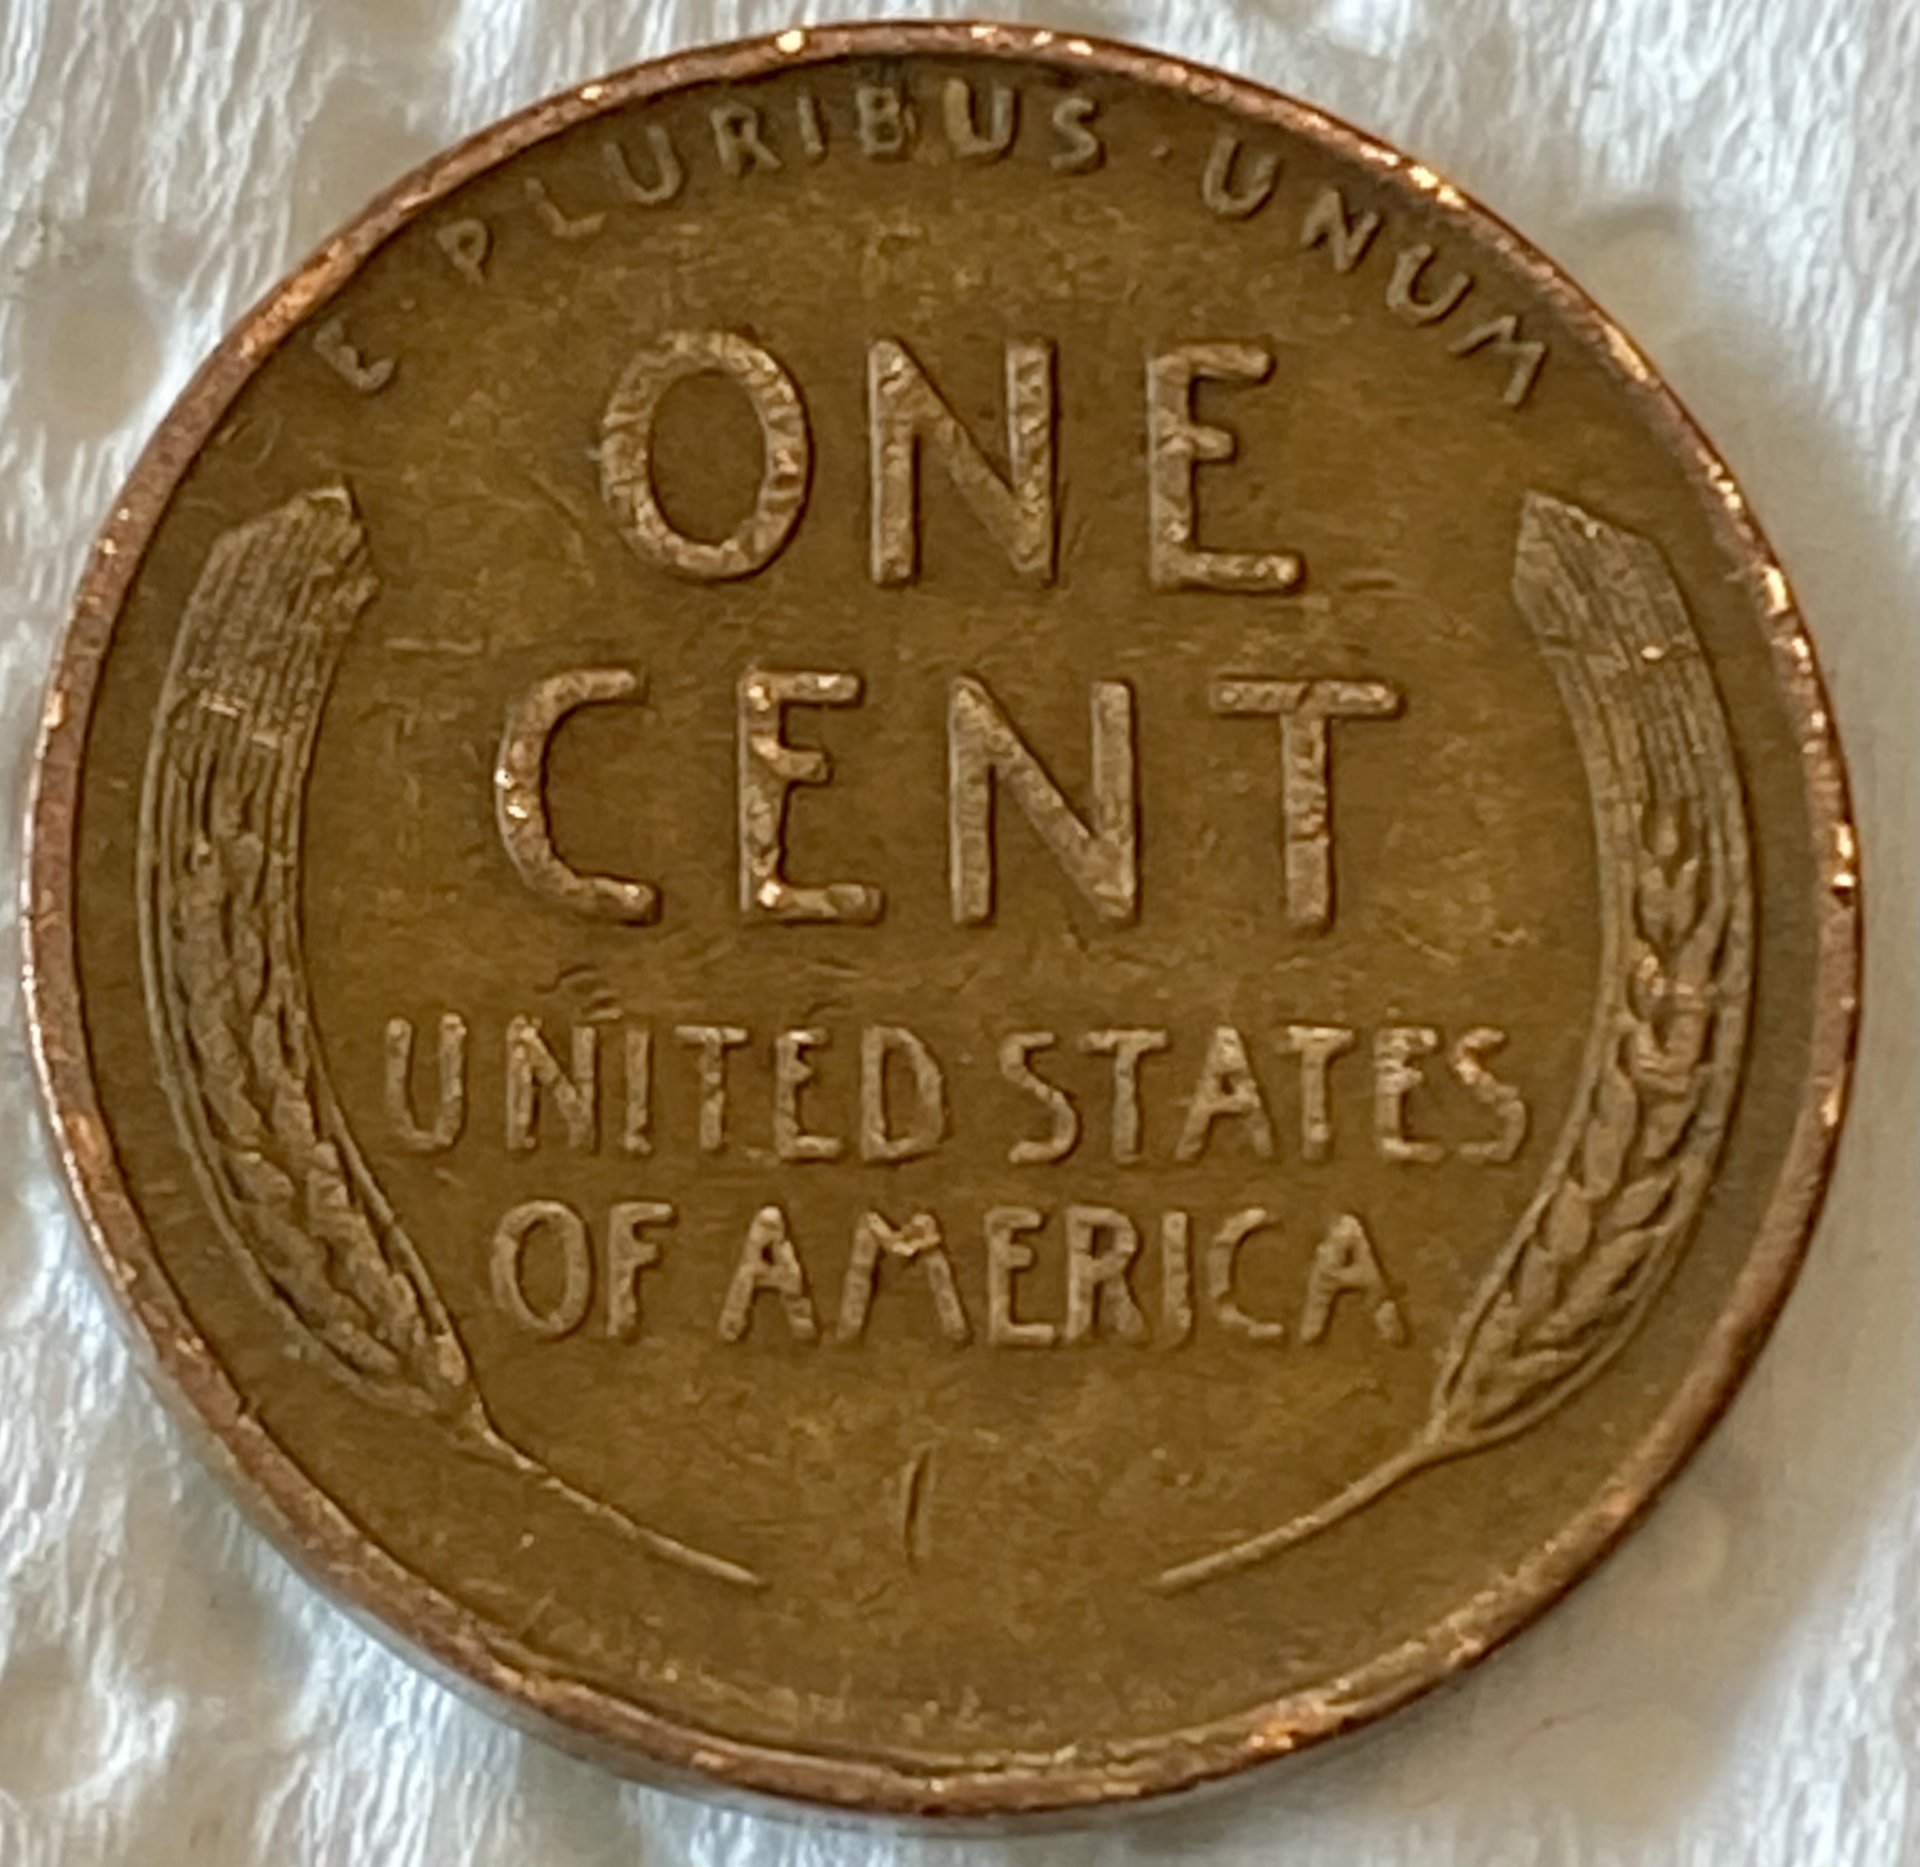 E PLURIBUS · UNUM
ONE
CENT
UNITED STATES
OF AMERICA